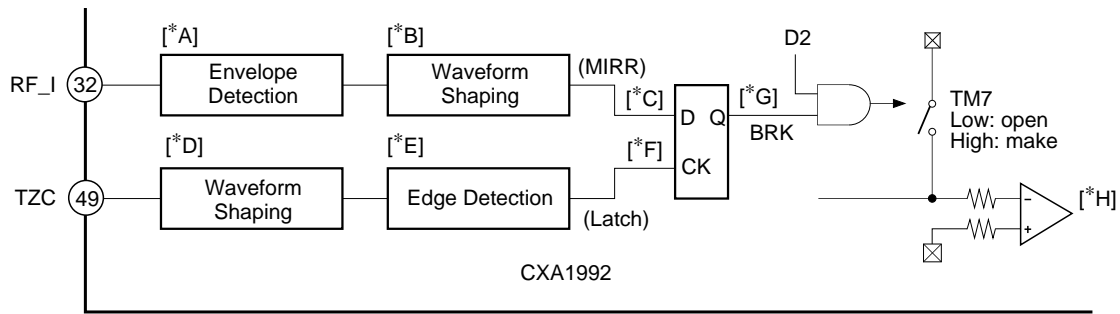 [*A]
[*B]
RF_I
32
Envelope
Detection
Waveform
Shaping
(MIRR)
[*C]
D
Q
[*G]
BRK
D2
TM7
Low: open
High: make
[*D]
[*E]
[*F]
CK
TZC
49
Waveform
Shaping
Edge Detection
(Latch)
−
+
[*H]
CXA1992